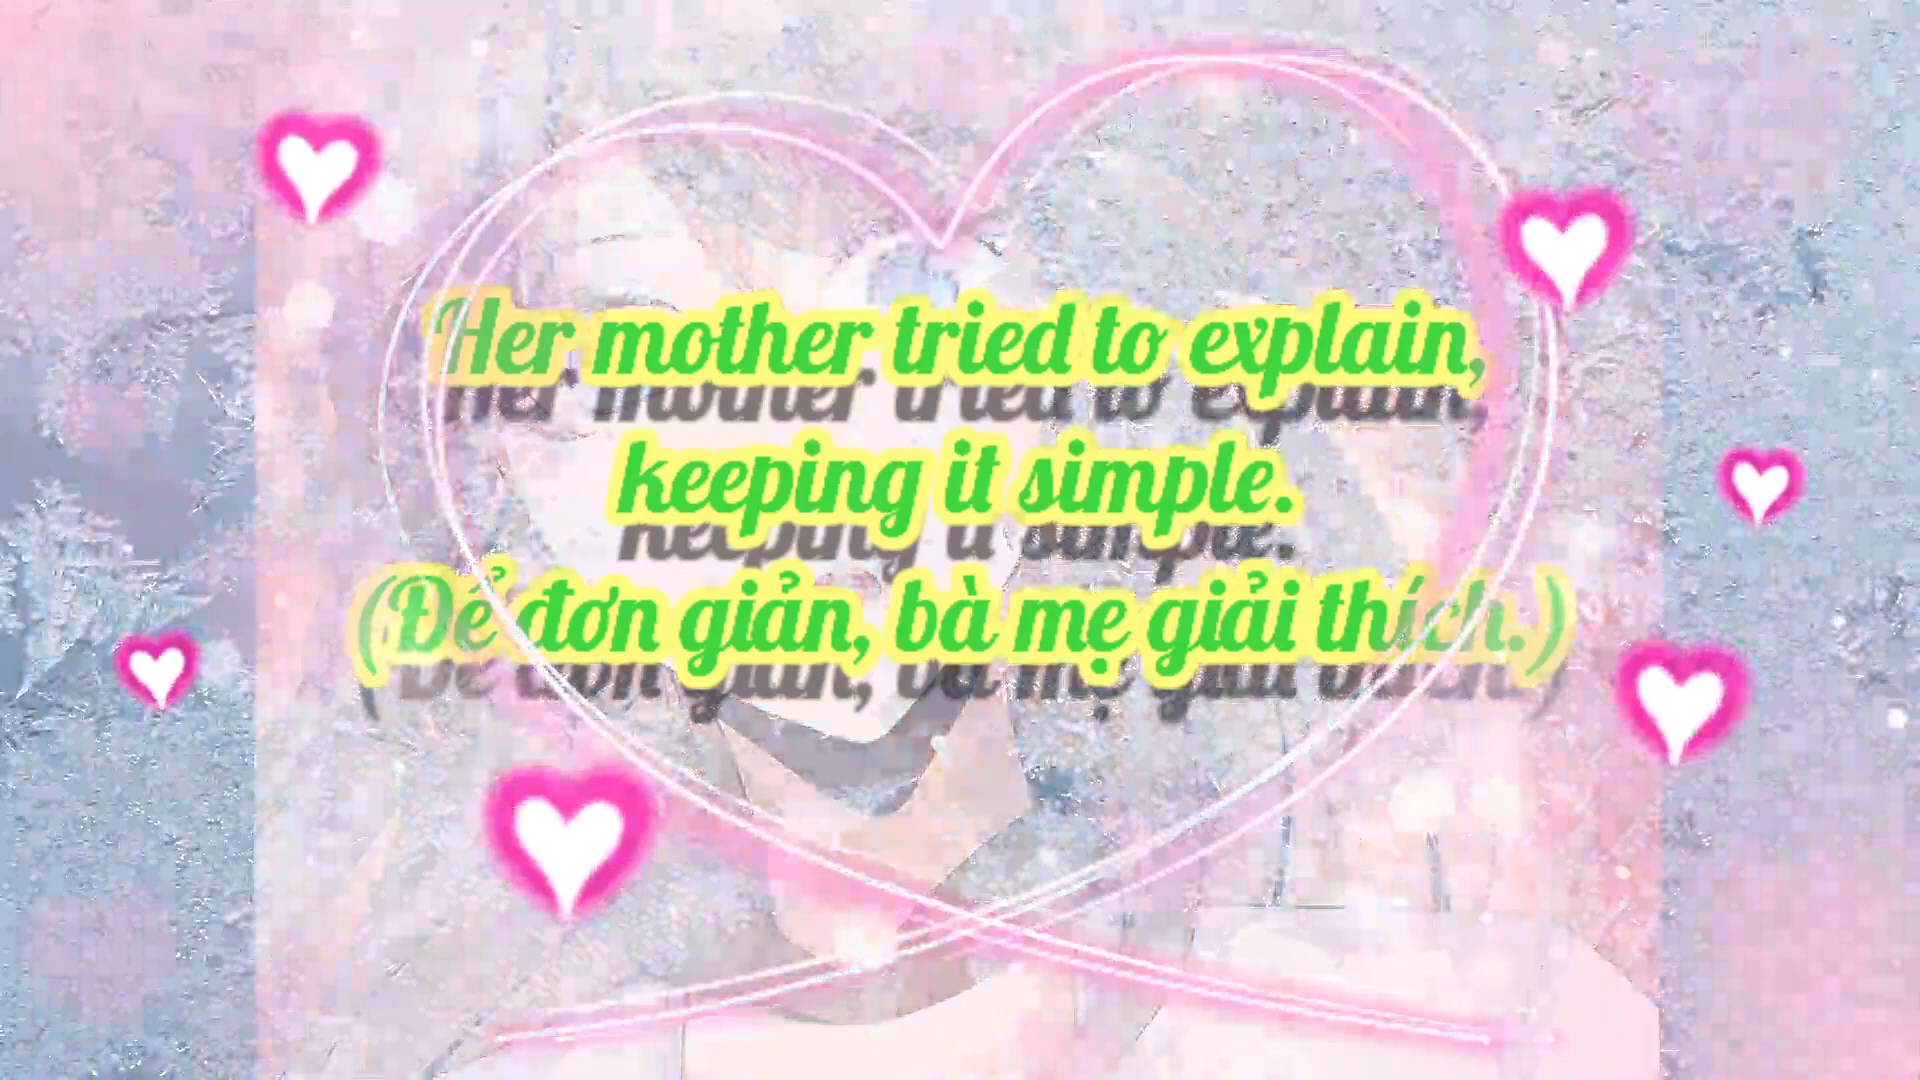 Her mother tried to explain,
keeping it simple.
(Để đơn giản, bà mẹ giải thích.)